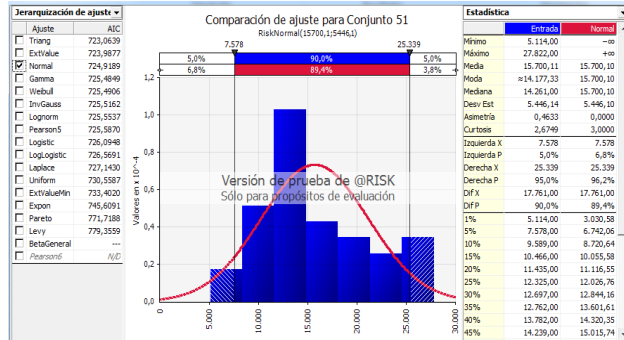 Jerarquización de ajuste
Ajuste AIC
Triang 723,0639
ExtValue 723,9877
Normal 724,9189
Gamma 725,4849
Weibull 725,4906
InvGauss 725,5162
Lognorm 725,5537
Pearson5 725,5870
Logistic 726,0948
LogLogistic 726,5691
Laplace 727,1430
Uniform 730,5587
ExtValueMin 733,4020
Expon 745,6091
Pareto 771,7188
Levy 779,3559
BetaGeneral ---
Pearson6 N/D
Comparación de ajuste para Conjunto 51
RiskNormal(15700,1;5446,1)
7.578 25.339
5,0% 90,0% 5,0%
6,8% 89,4% 3,8%
Valores en x 10^-4
1,2
1,0
0,8
0,6
0,4
0,2
0,0
Versión de prueba de @RISK
Sólo para propósitos de evaluación
0 5.000 10.000 15.000 20.000 25.000 30.000
Estadística
Entrada Normal
Mínimo 5.114,00 −∞
Máximo 27.822,00 +∞
Media 15.700,11 15.700,10
Moda ≈14.177,33 15.700,10
Mediana 14.261,00 15.700,10
Desv Est 5.446,14 5.446,10
Asimetría 0,4633 0,0000
Curtosis 2,6749 3,0000
Izquierda X 7.578 7.578
Izquierda P 5,0% 6,8%
Derecha X 25.339 25.339
Derecha P 95,0% 96,2%
Dif X 17.761,00 17.761,00
Dif P 90,0% 89,4%
1% 5.114,00 3.030,58
5% 7.578,00 6.742,06
10% 9.589,00 8.720,64
15% 10.466,00 10.055,58
20% 11.435,00 11.116,55
25% 12.325,00 12.026,76
30% 12.697,00 12.844,16
35% 12.762,00 13.601,61
40% 13.782,00 14.320,35
45% 14.239,00 15.015,74